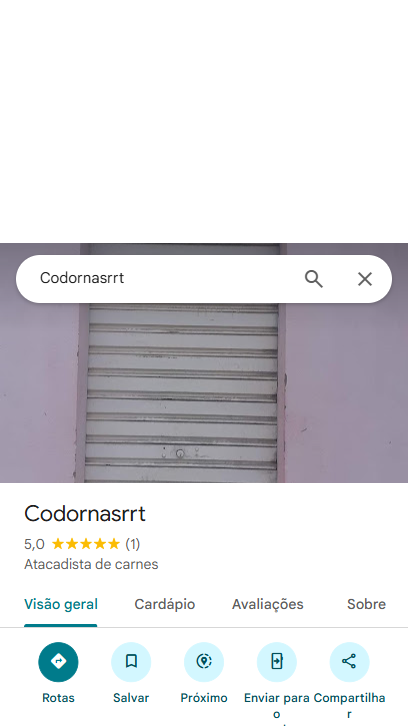 Codornasrrt
Codornasrrt
5,0 (1)
Atacadista de carnes
Visão geral Cardápio Avaliações Sobre
Rotas Salvar Próximo Enviar para o Compartilhar